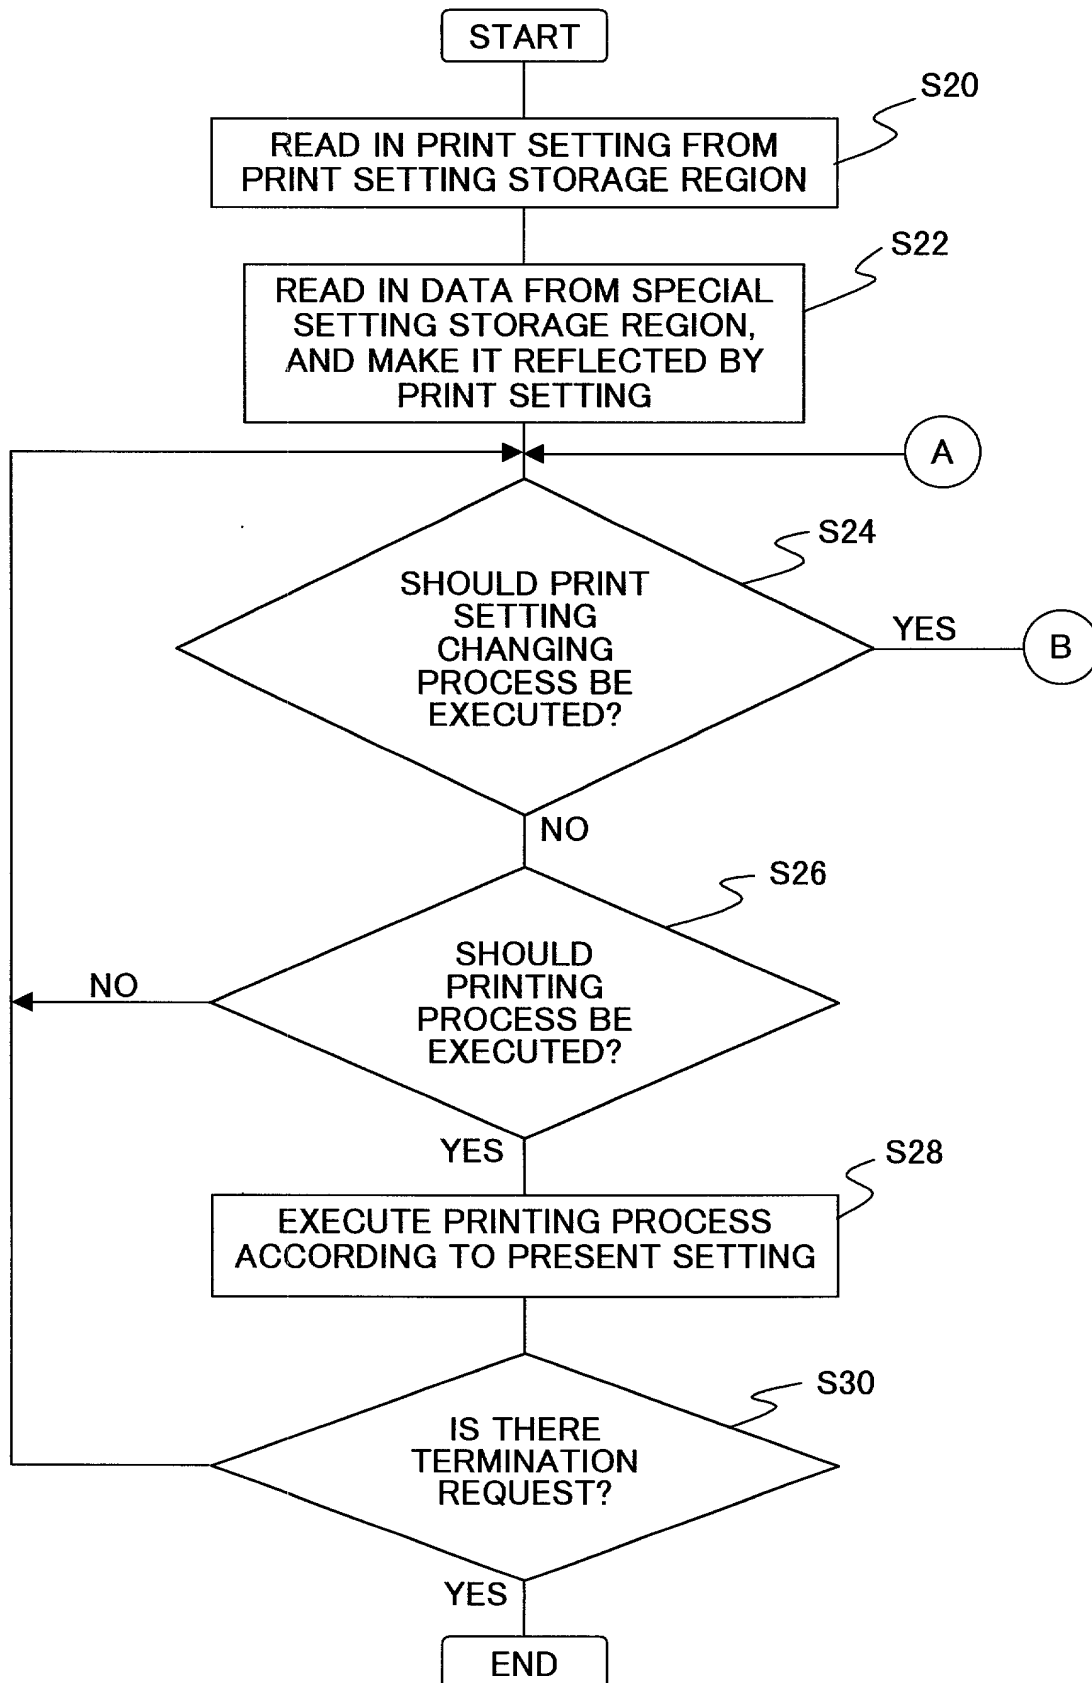 START
S20
READ IN PRINT SETTING FROM
PRINT SETTING STORAGE REGION
S22
READ IN DATA FROM SPECIAL
SETTING STORAGE REGION,
AND MAKE IT REFLECTED BY
PRINT SETTING
A
S24
SHOULD PRINT
SETTING
CHANGING
PROCESS BE
EXECUTED?
YES
B
NO
S26
SHOULD
PRINTING
PROCESS BE
EXECUTED?
NO
YES
S28
EXECUTE PRINTING PROCESS
ACCORDING TO PRESENT SETTING
S30
IS THERE
TERMINATION
REQUEST?
YES
END